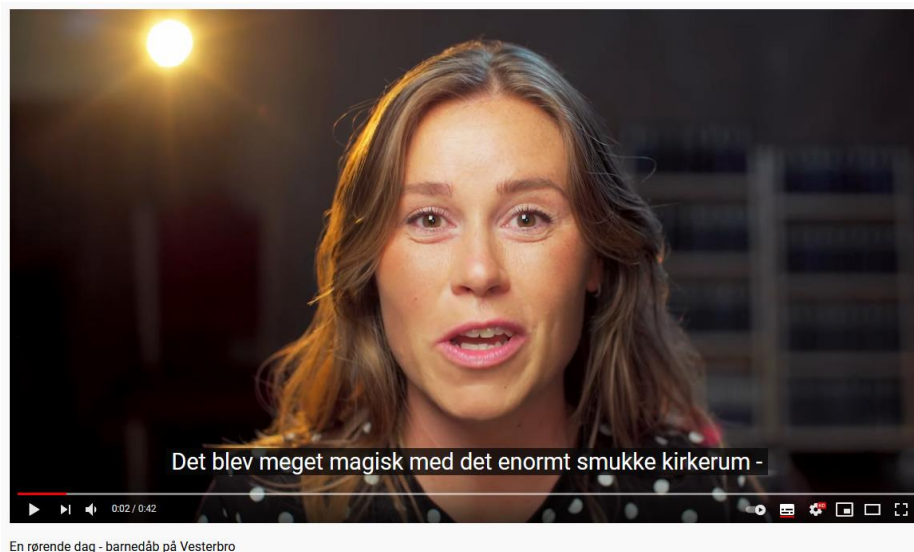 Det blev meget magisk med det enormt smukke kirkerum -
0:02 / 0:42
HD
En rørende dag - barnedåb på Vesterbro